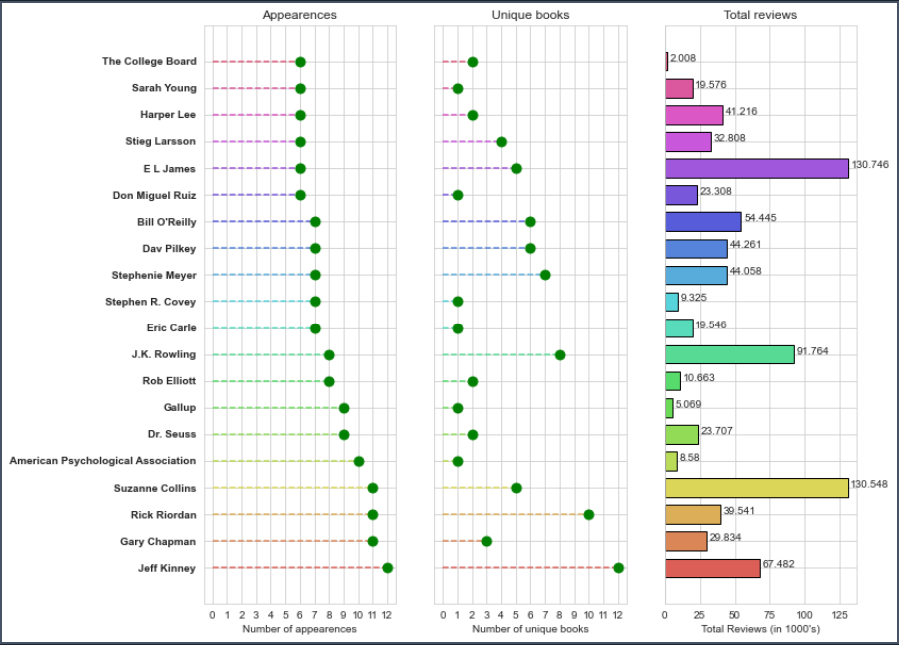 Appearences Unique books Total reviews
The College Board 2.008
Sarah Young 19.576
Harper Lee 41.216
Stieg Larsson 32.808
E L James 130.746
Don Miguel Ruiz 23.308
Bill O'Reilly 54.445
Dav Pilkey 44.261
Stephenie Meyer 44.058
Stephen R. Covey 9.325
Eric Carle 19.546
J.K. Rowling 91.764
Rob Elliott 10.663
Gallup 5.069
Dr. Seuss 23.707
American Psychological Association 8.58
Suzanne Collins 130.548
Rick Riordan 39.541
Gary Chapman 29.834
Jeff Kinney 67.482
0 1 2 3 4 5 6 7 8 9 10 11 12 0 1 2 3 4 5 6 7 8 9 10 11 12 0 25 50 75 100 125
Number of appearences Number of unique books Total Reviews (in 1000's)